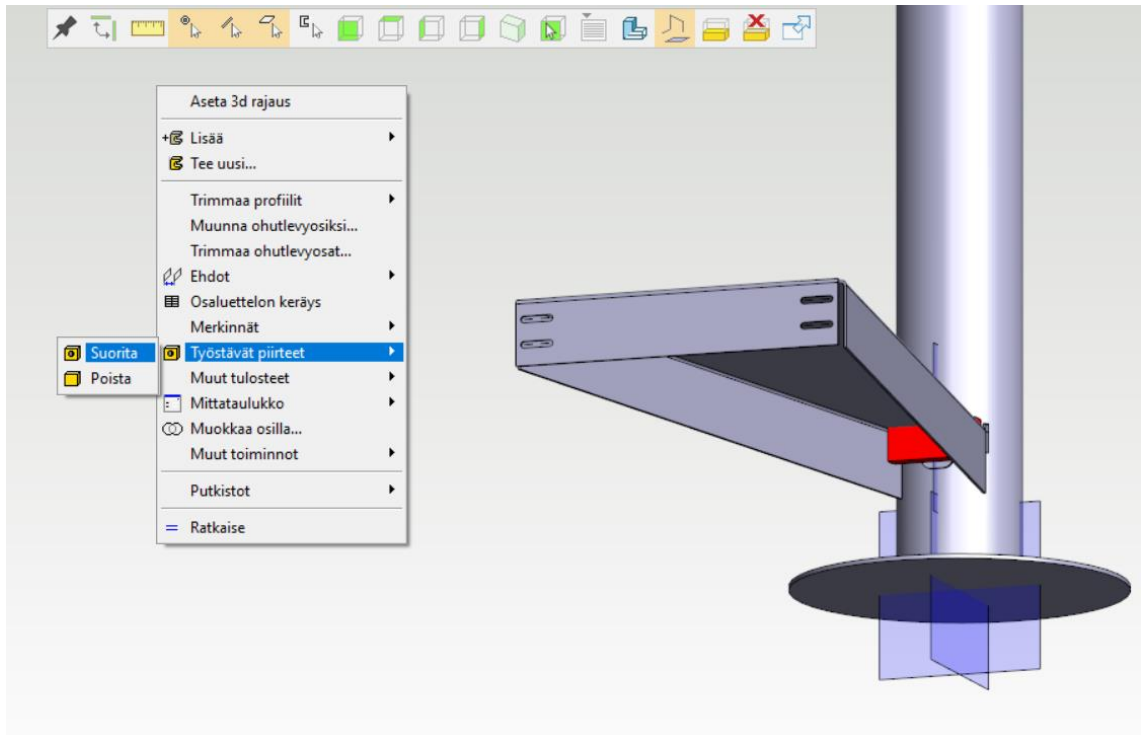 Aseta 3d rajaus
Lisää
Tee uusi...
Trimmaa profiilit
Muunna ohutlevyosiksi...
Trimmaa ohutlevyosat...
Ehdot
Osaluettelon keräys
Merkinnät
Työstävät piirteet
Suorita
Poista
Muut tulosteet
Mittataulukko
Muokkaa osilla...
Muut toiminnot
Putkistot
Ratkaise